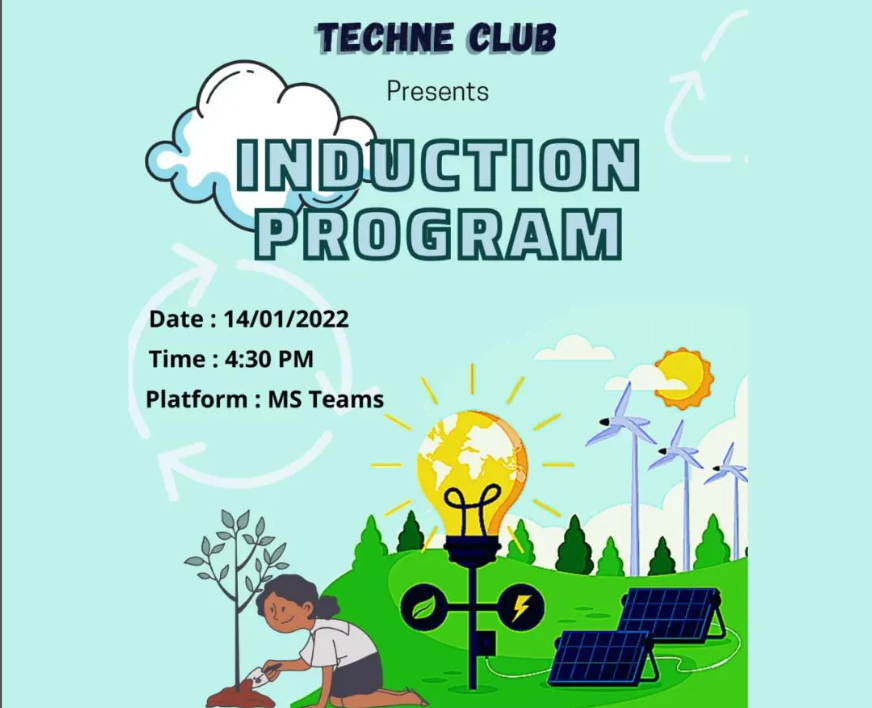 TECHNE CLUB
Presents
INDUCTION
PROGRAM
Date : 14/01/2022
Time : 4:30 PM
Platform : MS Teams